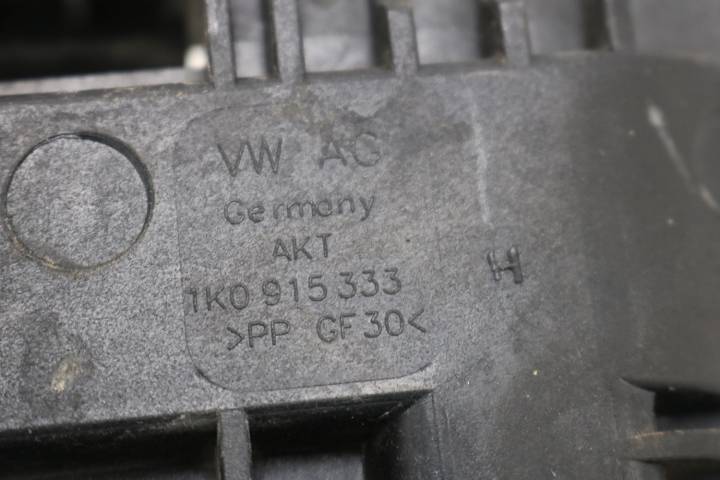 VW AG
Germany
AKT
1K0 915 333
>PP GF30<
H